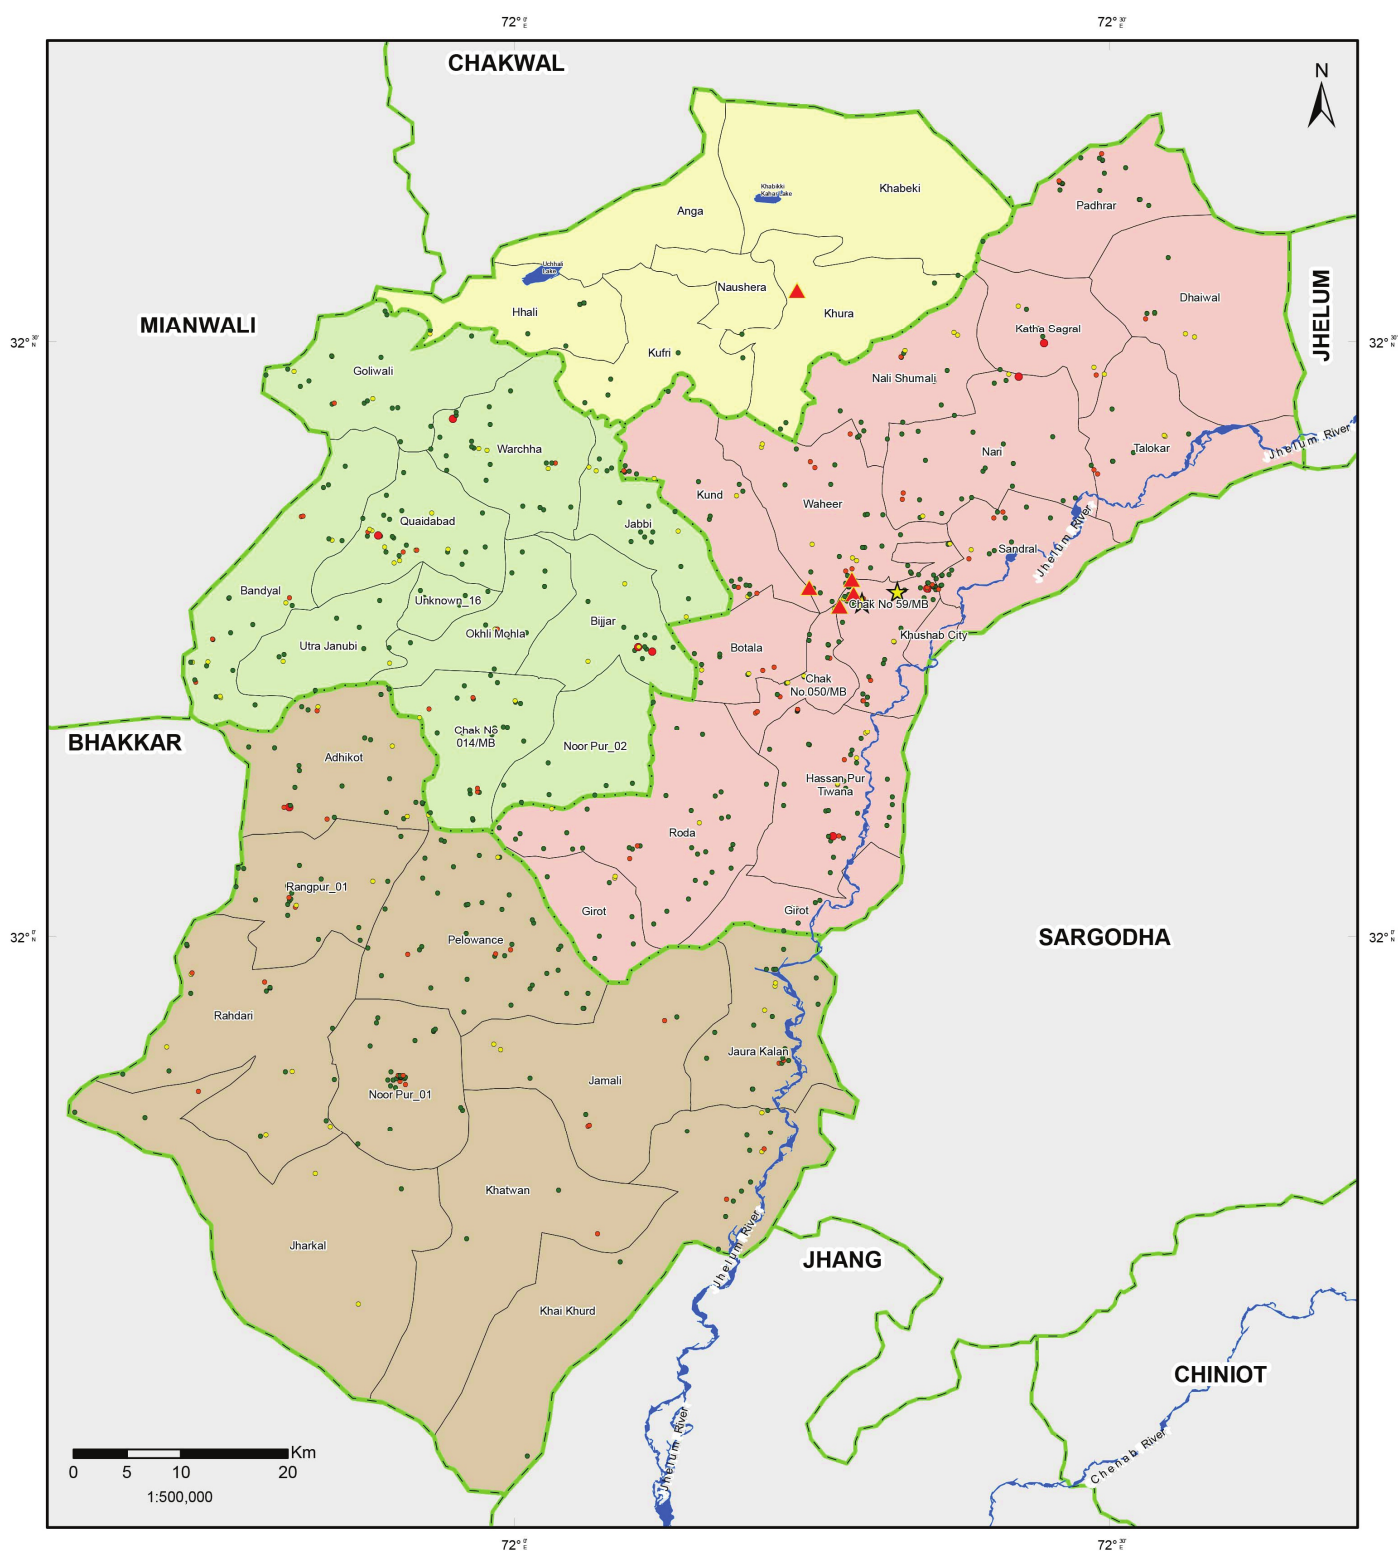 72° 0' E
72° 30' E
CHAKWAL
N
Khabikki
Kahar Lake
Khabeki
Anga
Padhrar
Uchhali
Lake
Naushera
Dhaiwal
JHELUM
Hhali
Khura
MIANWALI
Katha Sagral
32° 30' N
32° 30' N
Kufri
Goliwali
Nali Shumali
Jhelum River
Warchha
Nari
Talokar
Kund
Waheer
Quaidabad
Jabbi
Jhelum River
Sandral
Bandyal
Unknown_16
Chak No 59/MB
Bijjar
Okhli Mohla
Khushab City
Utra Janubi
Botala
Chak
No 050/MB
Chak No
014/MB
BHAKKAR
Noor Pur_02
Adhikot
Hassan Pur
Tiwana
Roda
Rangpur_01
Girot
Girot
32° 0' N
Pelowance
SARGODHA
32° 0' N
Rahdari
Jaura Kalan
Jamali
Noor Pur_01
Khatwan
Jhelum River
Jharkal
JHANG
Khai Khurd
CHINIOT
Jhelum River
Chenab River
Km
0 5 10 20
1:500,000
72° 0' E
72° 30' E